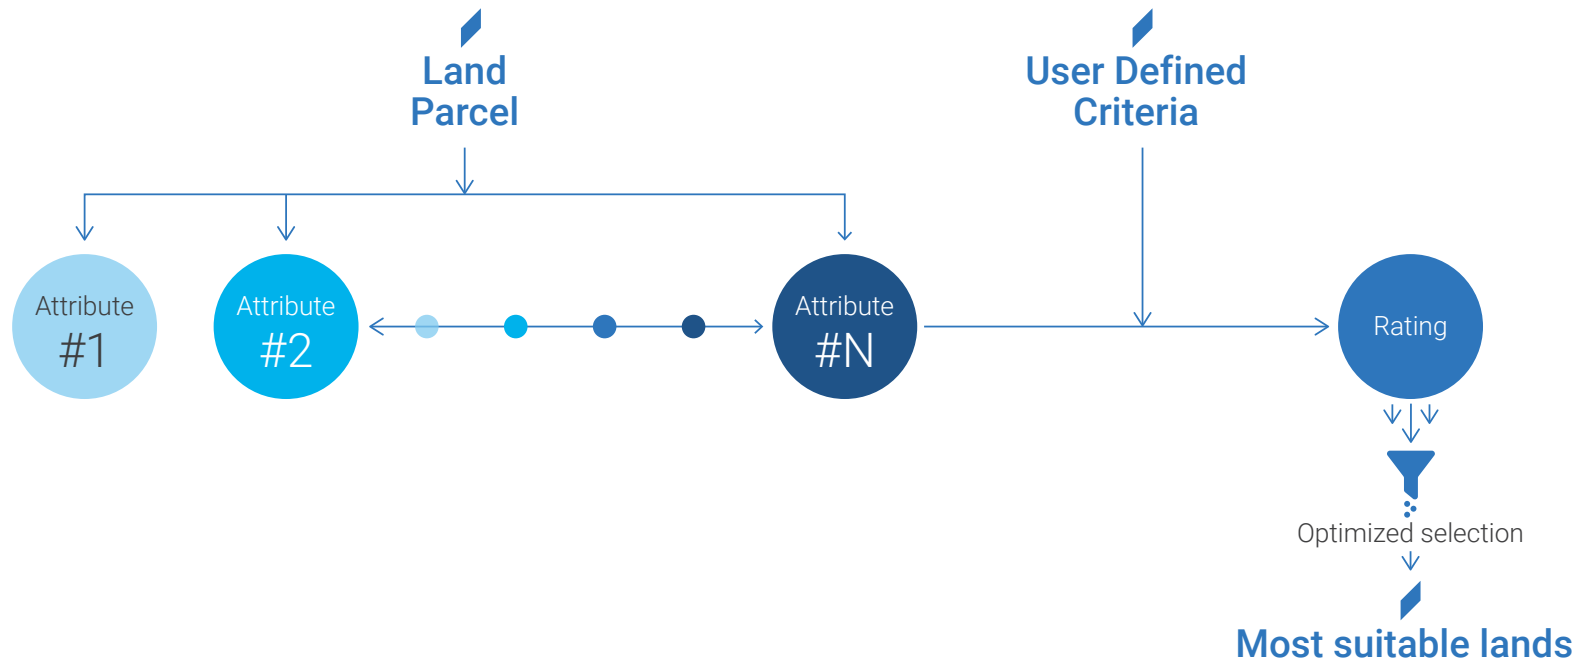 Land
Parcel
User Defined
Criteria
Attribute
#1
Attribute
#2
Attribute
#N
Rating
Optimized selection
Most suitable lands